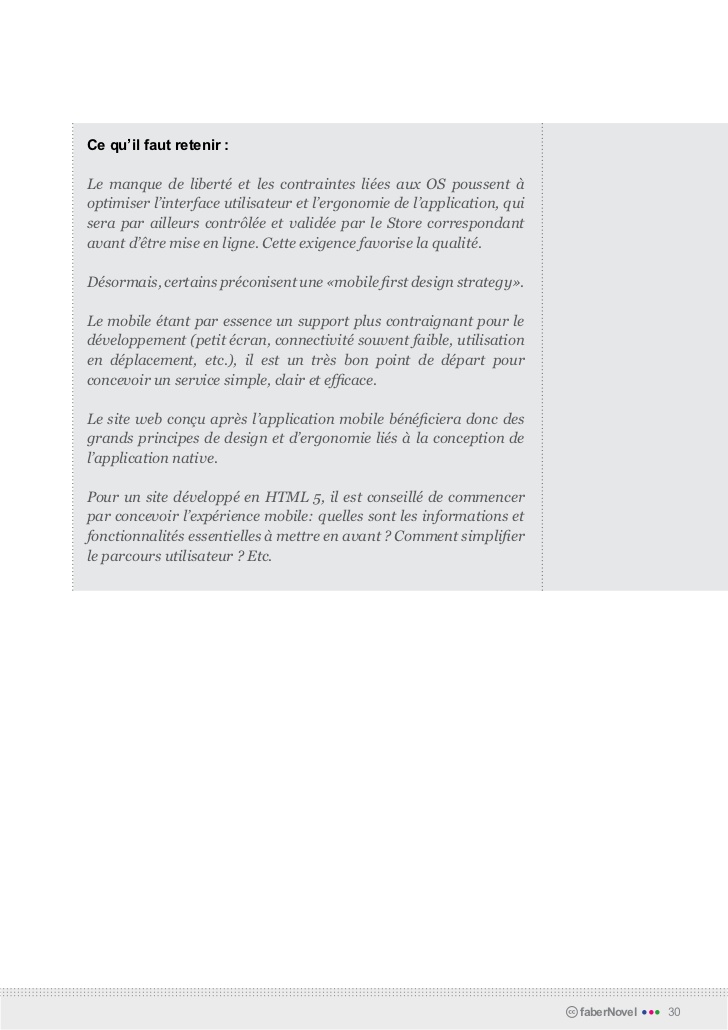 Ce qu’il faut retenir :
Le manque de liberté et les contraintes liées aux OS poussent à
optimiser l’interface utilisateur et l’ergonomie de l’application, qui
sera par ailleurs contrôlée et validée par le Store correspondant
avant d’être mise en ligne. Cette exigence favorise la qualité.
Désormais, certains préconisent une «mobile first design strategy».
Le mobile étant par essence un support plus contraignant pour le
développement (petit écran, connectivité souvent faible, utilisation
en déplacement, etc.), il est un très bon point de départ pour
concevoir un service simple, clair et efficace.
Le site web conçu après l’application mobile bénéficiera donc des
grands principes de design et d’ergonomie liés à la conception de
l’application native.
Pour un site développé en HTML 5, il est conseillé de commencer
par concevoir l’expérience mobile: quelles sont les informations et
fonctionnalités essentielles à mettre en avant ? Comment simplifier
le parcours utilisateur ? Etc.
cc faberNovel 30